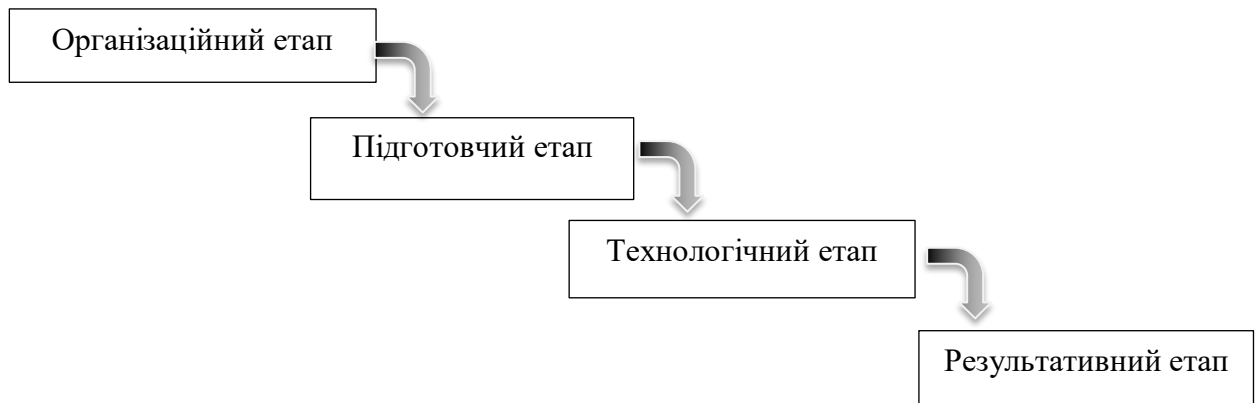 Організаційний етап
Підготовчий етап
Технологічний етап
Результативний етап